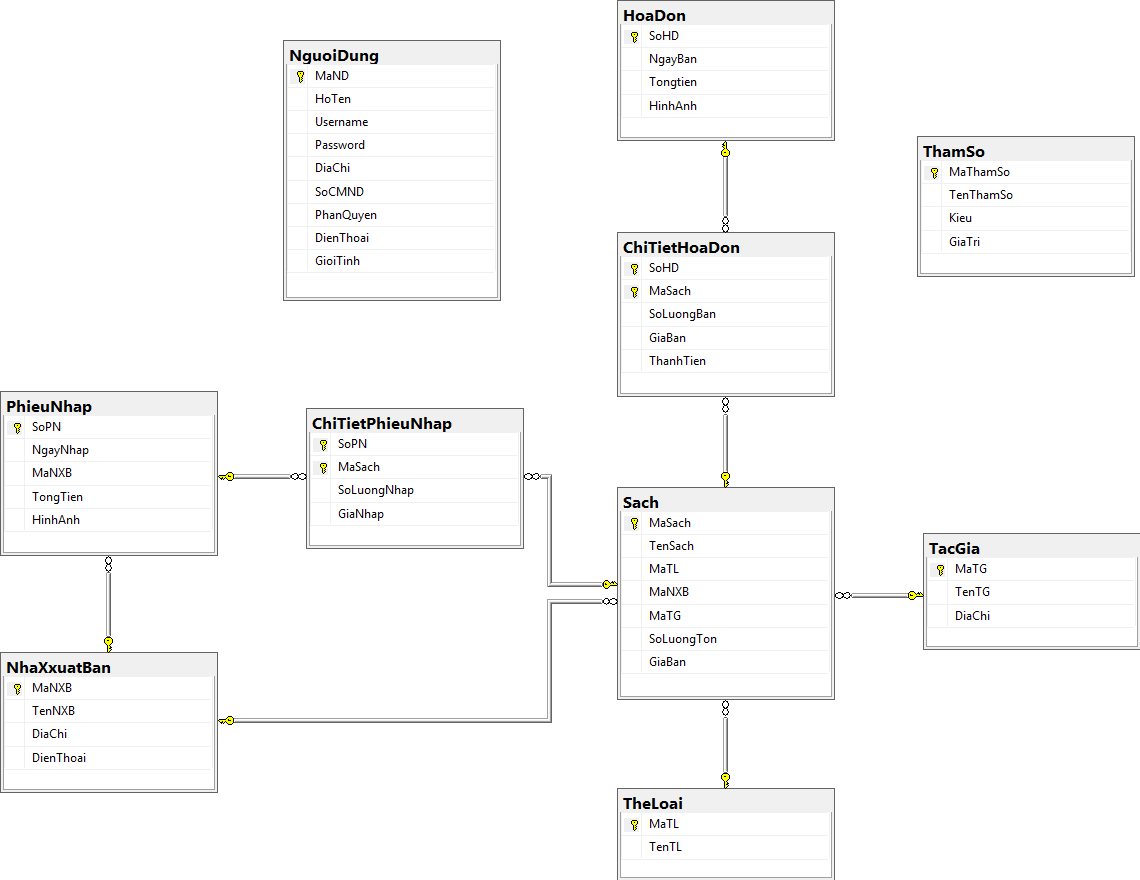 HoaDon
SoHD
NgayBan
Tongtien
HinhAnh
NguoiDung
MaND
HoTen
Username
Password
DiaChi
SoCMND
PhanQuyen
DienThoai
GioiTinh
ThamSo
MaThamSo
TenThamSo
Kieu
GiaTri
ChiTietHoaDon
SoHD
MaSach
SoLuongBan
GiaBan
ThanhTien
PhieuNhap
SoPN
NgayNhap
MaNXB
TongTien
HinhAnh
ChiTietPhieuNhap
SoPN
MaSach
SoLuongNhap
GiaNhap
Sach
MaSach
TenSach
MaTL
MaNXB
MaTG
SoLuongTon
GiaBan
TacGia
MaTG
TenTG
DiaChi
NhaXxuatBan
MaNXB
TenNXB
DiaChi
DienThoai
TheLoai
MaTL
TenTL